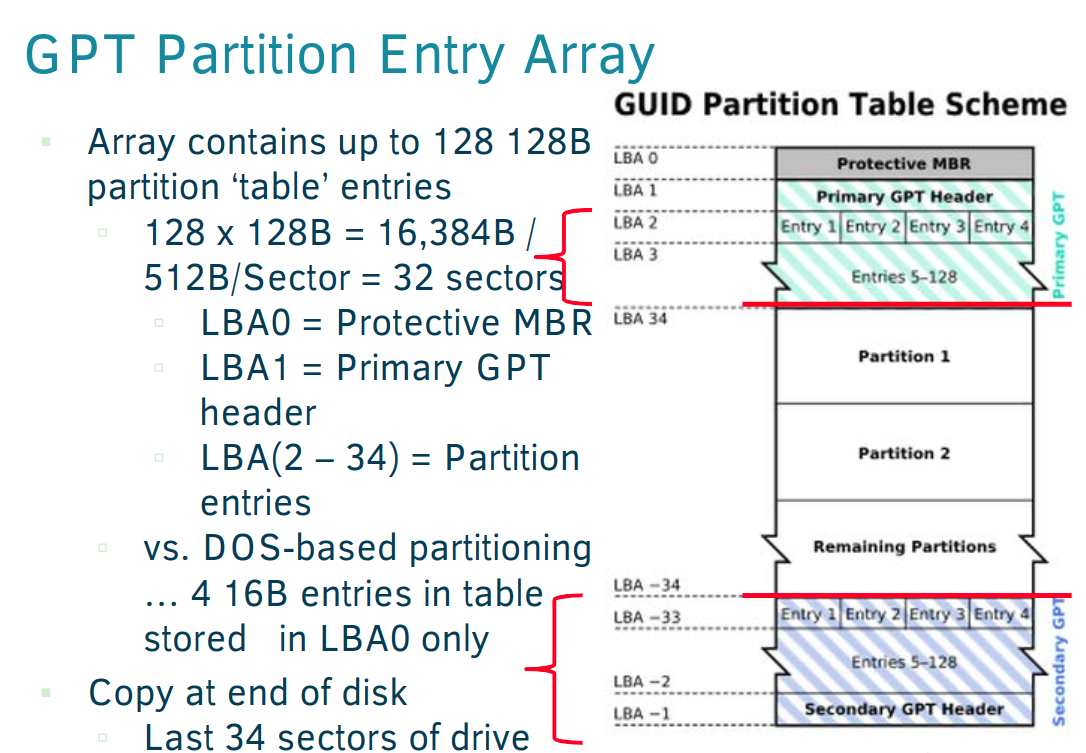 GPT Partition Entry Array
Array contains up to 128 128B
partition ‘table’ entries
128 x 128B = 16,384B /
512B/Sector = 32 sectors
LBA0 = Protective MBR
LBA1 = Primary GPT
header
LBA(2 – 34) = Partition
entries
vs. DOS-based partitioning
... 4 16B entries in table
stored in LBA0 only
Copy at end of disk
Last 34 sectors of drive
GUID Partition Table Scheme
LBA 0
Protective MBR
LBA 1
Primary GPT Header
LBA 2
Entry 1 Entry 2 Entry 3 Entry 4
LBA 3
Entries 5–128
Primary GPT
LBA 34
Partition 1
Partition 2
Remaining Partitions
LBA −34
LBA −33
Entry 1 Entry 2 Entry 3 Entry 4
Entries 5–128
LBA −2
Secondary GPT Header
LBA −1
Secondary GPT